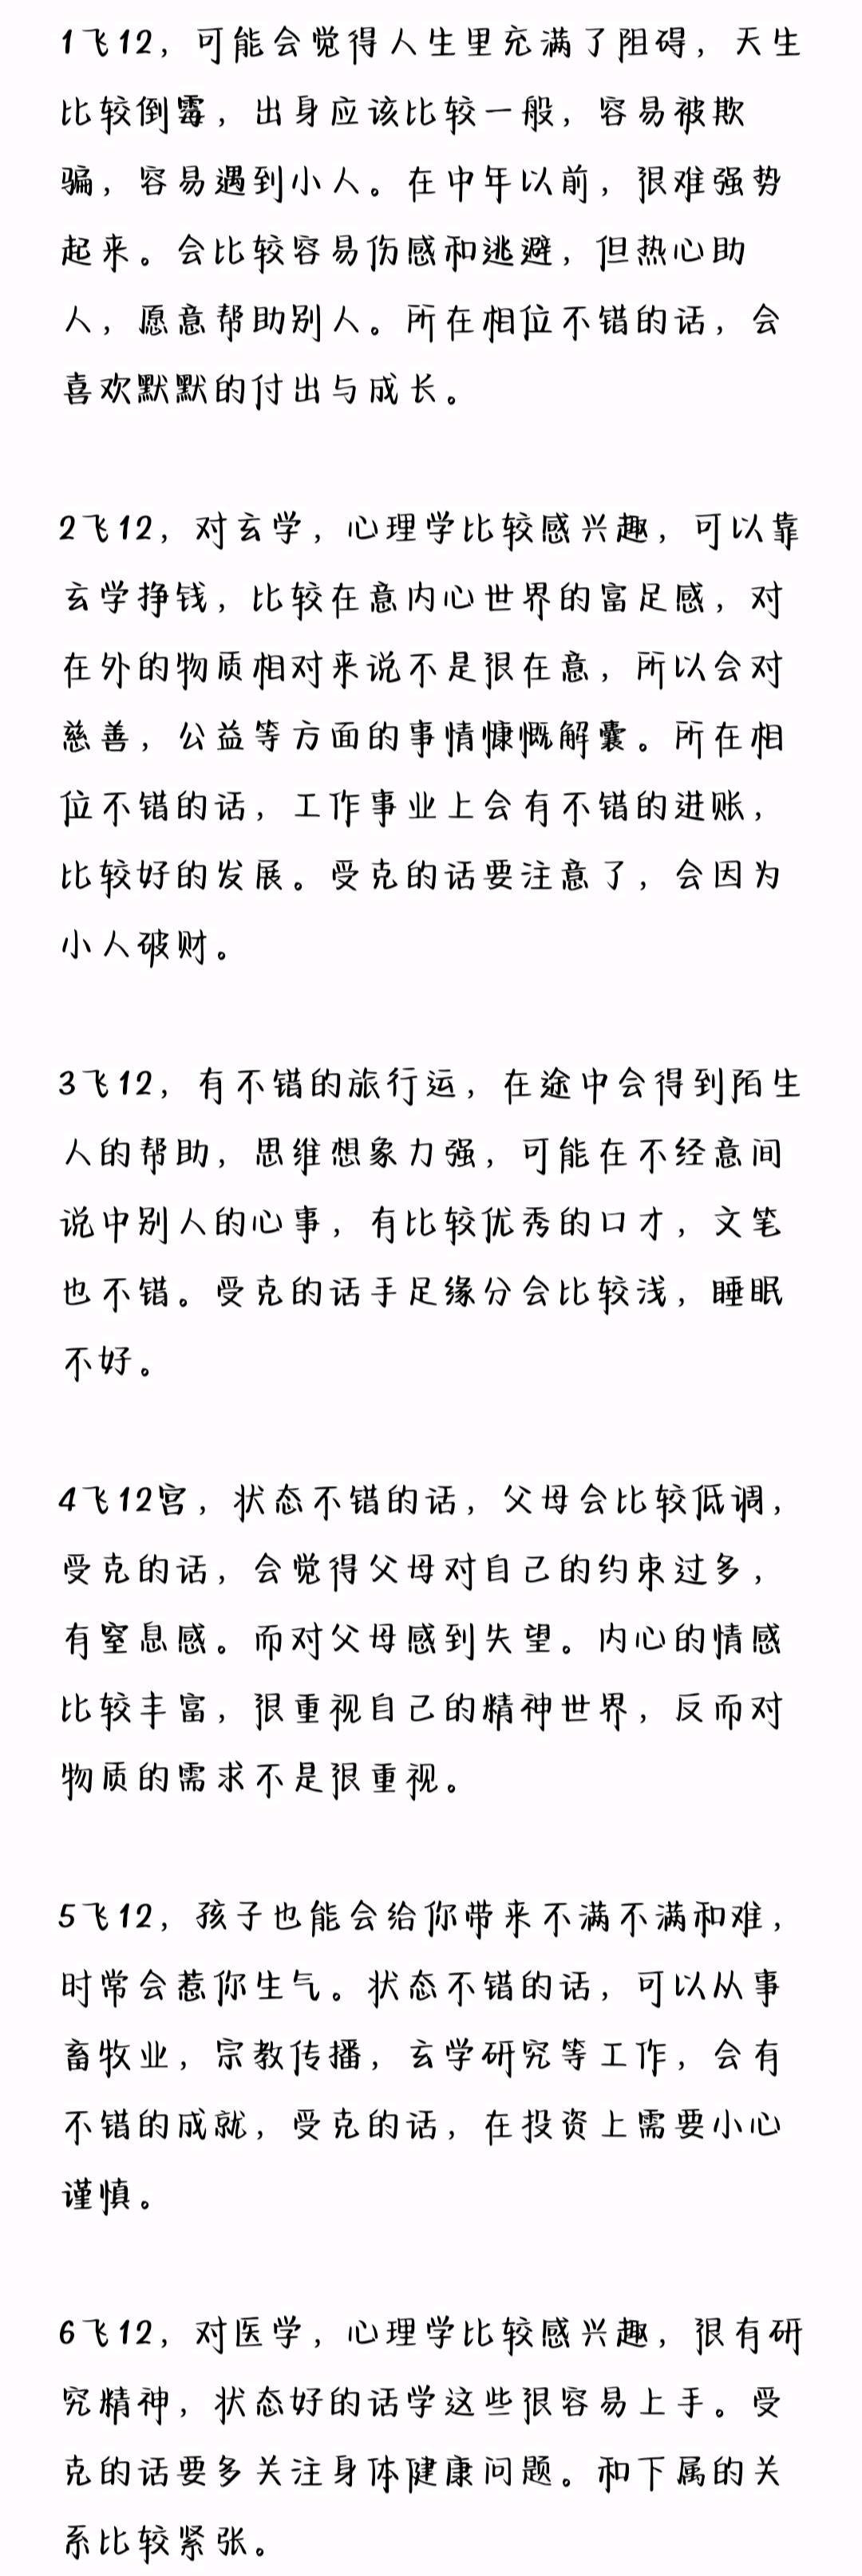 1飞12，可能会觉得人生里充满了阻碍，天生
比较倒霉，出身应该比较一般，容易被欺
骗，容易遇到小人。在中年以前，很难强势
起来。会比较容易伤感和逃避，但热心助
人，愿意帮助别人。所在相位不错的话，会
喜欢默默的付出与成长。
2飞12，对玄学，心理学比较感兴趣，可以靠
玄学挣钱，比较在意内心世界的富足感，对
在外的物质相对来说不是很在意，所以会对
慈善，公益等方面的事情慷慨解囊。所在相
位不错的话，工作事业上会有不错的进账，
比较好的发展。受克的话要注意了，会因为
小人破财。
3飞12，有不错的旅行运，在途中会得到陌生
人的帮助，思维想象力强，可能在不经意间
说中别人的心事，有比较优秀的口才，文笔
也不错。受克的话手足缘分会比较浅，睡眠
不好。
4飞12宫，状态不错的话，父母会比较低调，
受克的话，会觉得父母对自己的约束过多，
有窒息感。而对父母感到失望。内心的情感
比较丰富，很重视自己的精神世界，反而对
物质的需求不是很重视。
5飞12，孩子也能会给你带来不满不满和难，
时常会惹你生气。状态不错的话，可以从事
畜牧业，宗教传播，玄学研究等工作，会有
不错的成就，受克的话，在投资上需要小心
谨慎。
6飞12，对医学，心理学比较感兴趣，很有研
究精神，状态好的话学这些很容易上手。受
克的话要多关注身体健康问题。和下属的关
系比较紧张。